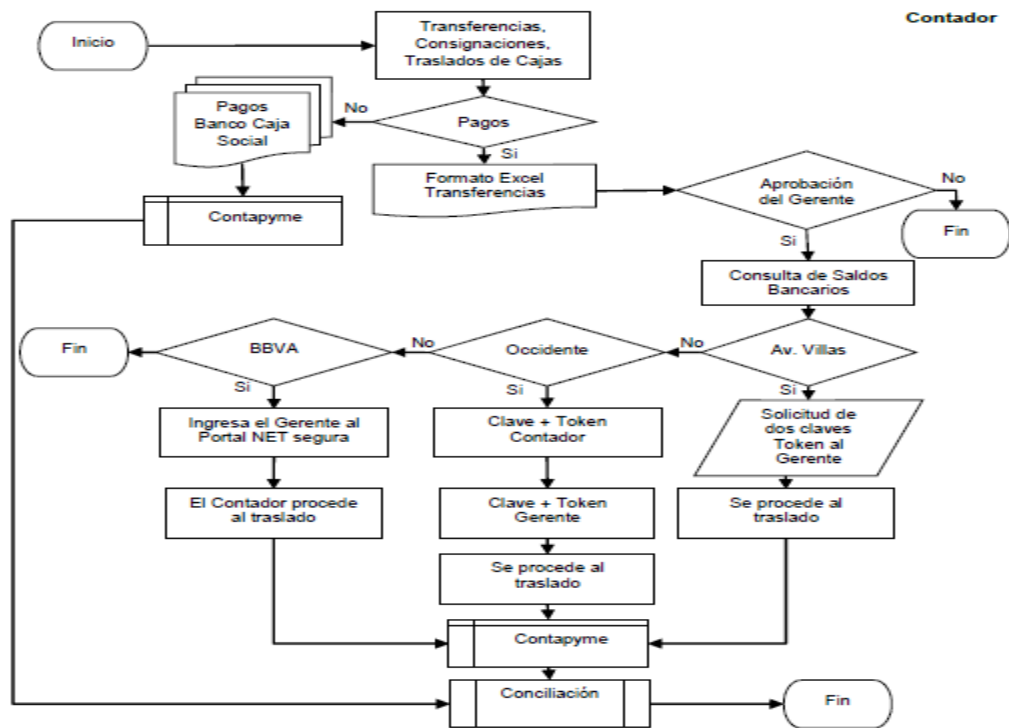 Contador
Inicio
Transferencias,
Consignaciones,
Traslados de Cajas
Pagos
Banco Caja
Social
No
Pagos
Si
Formato Excel
Transferencias
Aprobación
del Gerente
No
Contapyme
Fin
Si
Consulta de Saldos
Bancarios
Fin
BBVA
No
Occidente
No
Av. Villas
Si
Si
Si
Ingresa el Gerente al
Portal NET segura
Clave + Token
Contador
Solicitud de
dos claves
Token al
Gerente
El Contador procede
al traslado
Clave + Token
Gerente
Se procede al
traslado
Se procede al
traslado
Contapyme
Conciliación
Fin